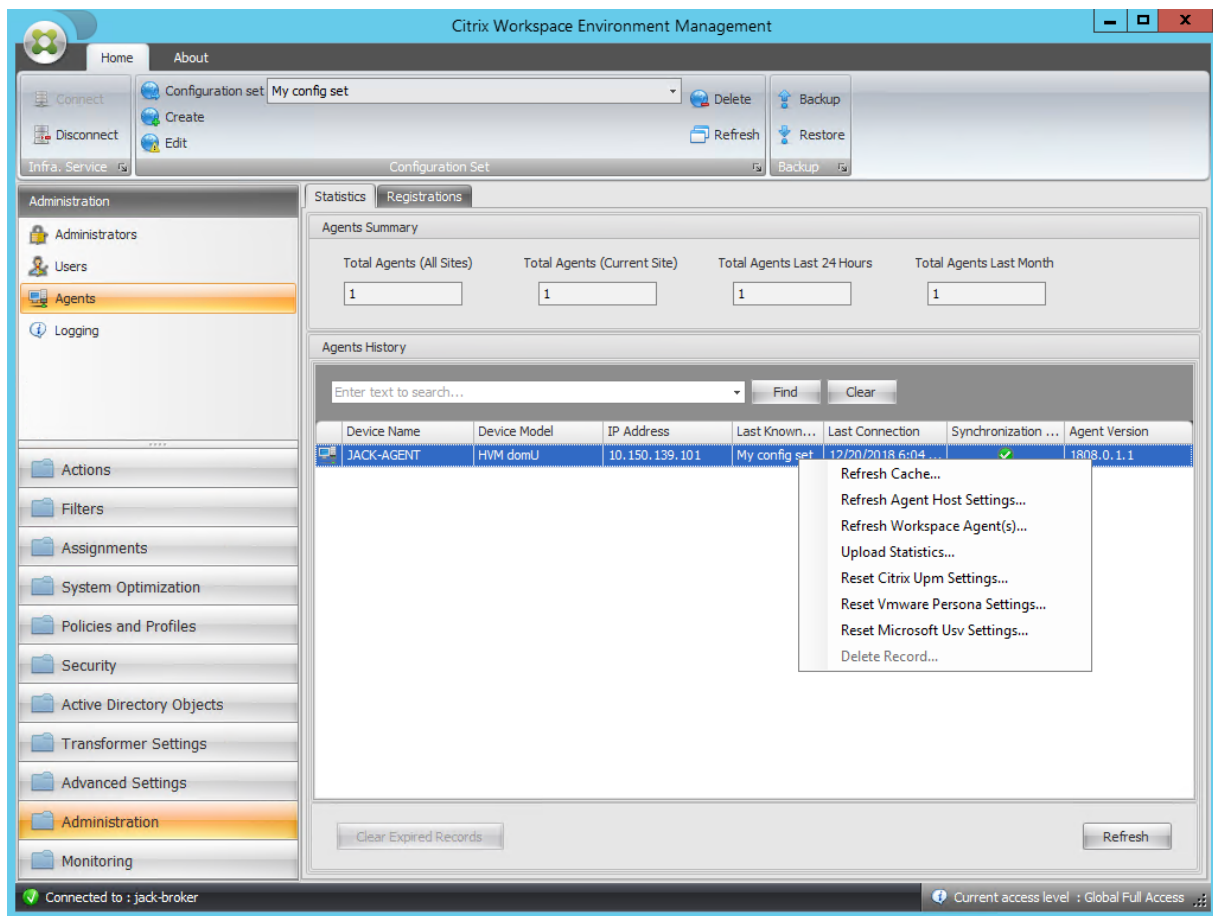 Citrix Workspace Environment Management
Home About
Connect
Disconnect
Infra. Service
Configuration set My config set
Create
Edit
Delete
Refresh
Configuration Set
Backup
Restore
Backup
Administration
Administrators
Users
Agents
Logging
Actions
Filters
Assignments
System Optimization
Policies and Profiles
Security
Active Directory Objects
Transformer Settings
Advanced Settings
Administration
Monitoring
Statistics Registrations
Agents Summary
Total Agents (All Sites) Total Agents (Current Site) Total Agents Last 24 Hours Total Agents Last Month
1 1 1 1
Agents History
Enter text to search... Find Clear
Device Name Device Model IP Address Last Known... Last Connection Synchronization ... Agent Version
JACK-AGENT HVM domU 10.150.139.101 My config set 12/20/2018 6:04 ... 1808.0.1.1
Refresh Cache...
Refresh Agent Host Settings...
Refresh Workspace Agent(s)...
Upload Statistics...
Reset Citrix Upm Settings...
Reset Vmware Persona Settings...
Reset Microsoft Usv Settings...
Delete Record...
Clear Expired Records Refresh
Connected to : jack-broker Current access level : Global Full Access